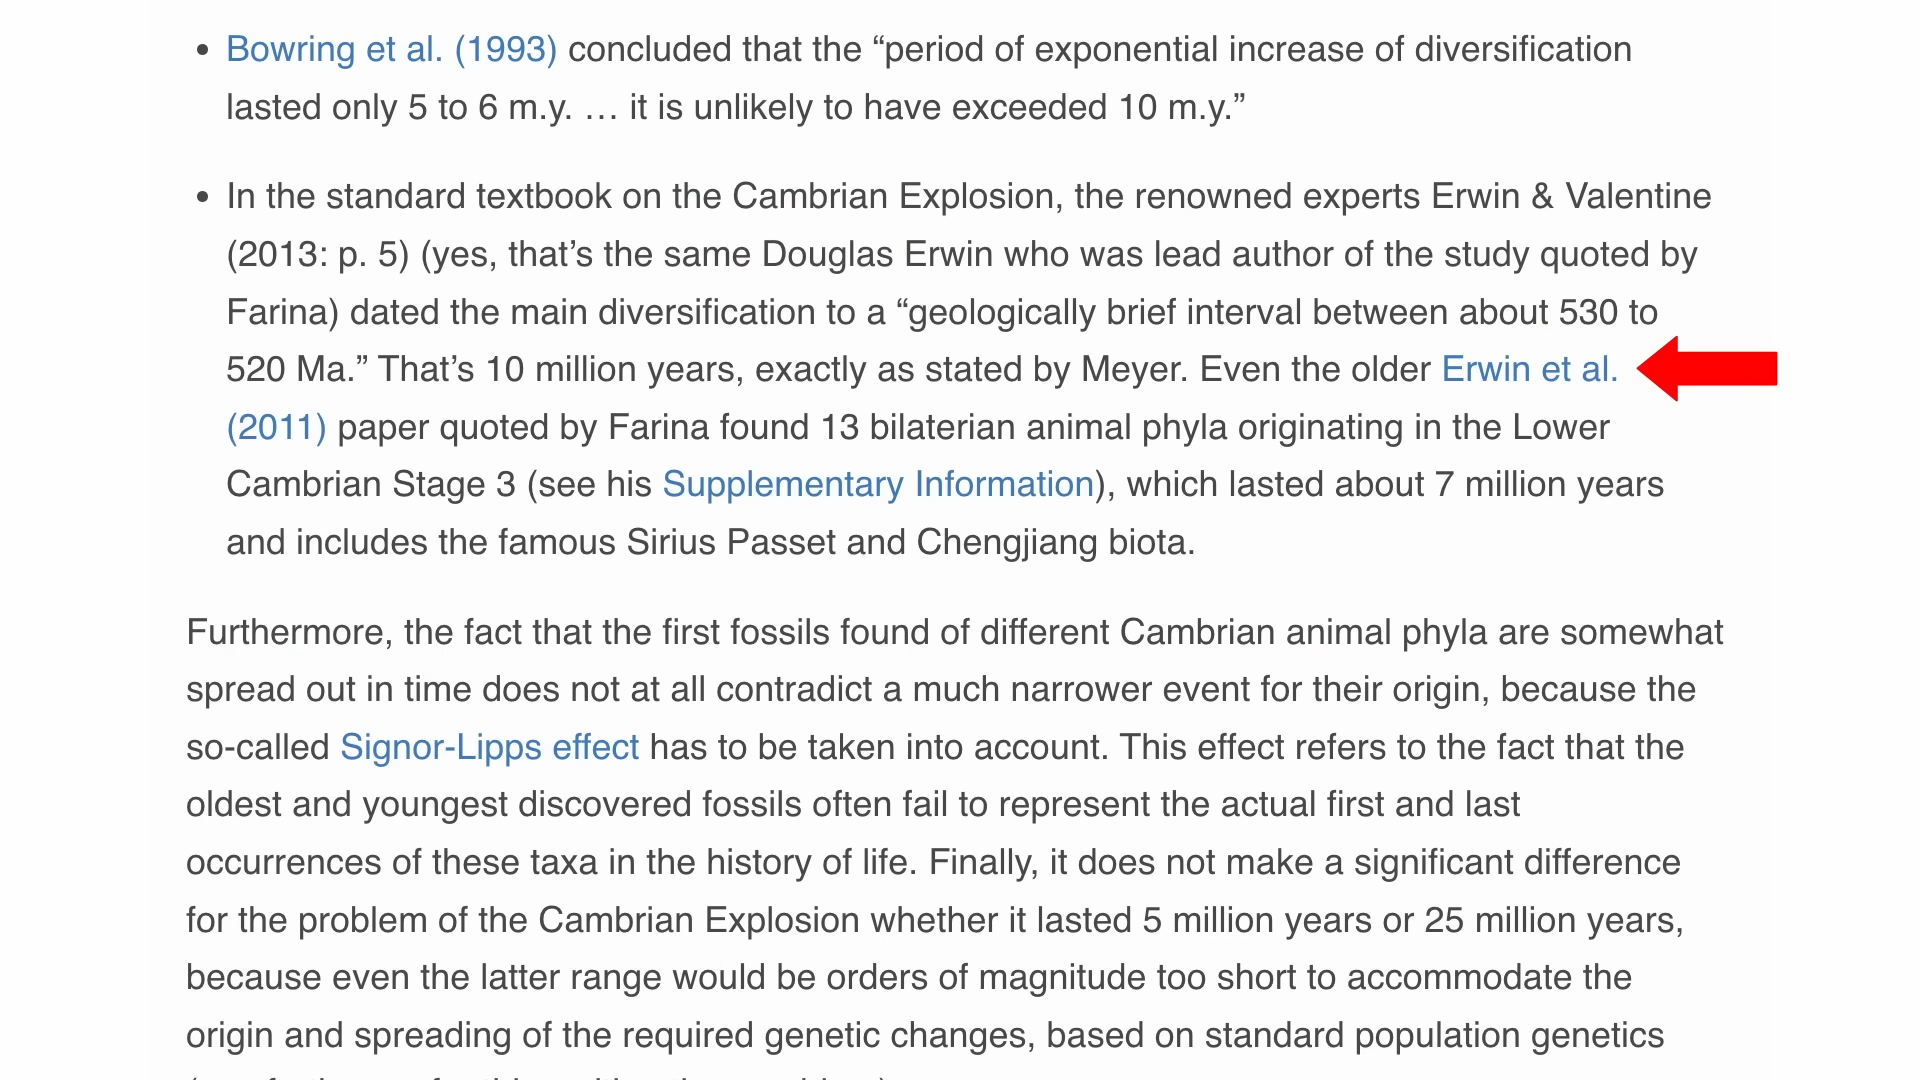 • Bowring et al. (1993) concluded that the “period of exponential increase of diversification
lasted only 5 to 6 m.y. … it is unlikely to have exceeded 10 m.y.”
• In the standard textbook on the Cambrian Explosion, the renowned experts Erwin & Valentine
(2013: p. 5) (yes, that’s the same Douglas Erwin who was lead author of the study quoted by
Farina) dated the main diversification to a “geologically brief interval between about 530 to
520 Ma.” That’s 10 million years, exactly as stated by Meyer. Even the older Erwin et al.
(2011) paper quoted by Farina found 13 bilaterian animal phyla originating in the Lower
Cambrian Stage 3 (see his Supplementary Information), which lasted about 7 million years
and includes the famous Sirius Passet and Chengjiang biota.
Furthermore, the fact that the first fossils found of different Cambrian animal phyla are somewhat
spread out in time does not at all contradict a much narrower event for their origin, because the
so-called Signor-Lipps effect has to be taken into account. This effect refers to the fact that the
oldest and youngest discovered fossils often fail to represent the actual first and last
occurrences of these taxa in the history of life. Finally, it does not make a significant difference
for the problem of the Cambrian Explosion whether it lasted 5 million years or 25 million years,
because even the latter range would be orders of magnitude too short to accommodate the
origin and spreading of the required genetic changes, based on standard population genetics